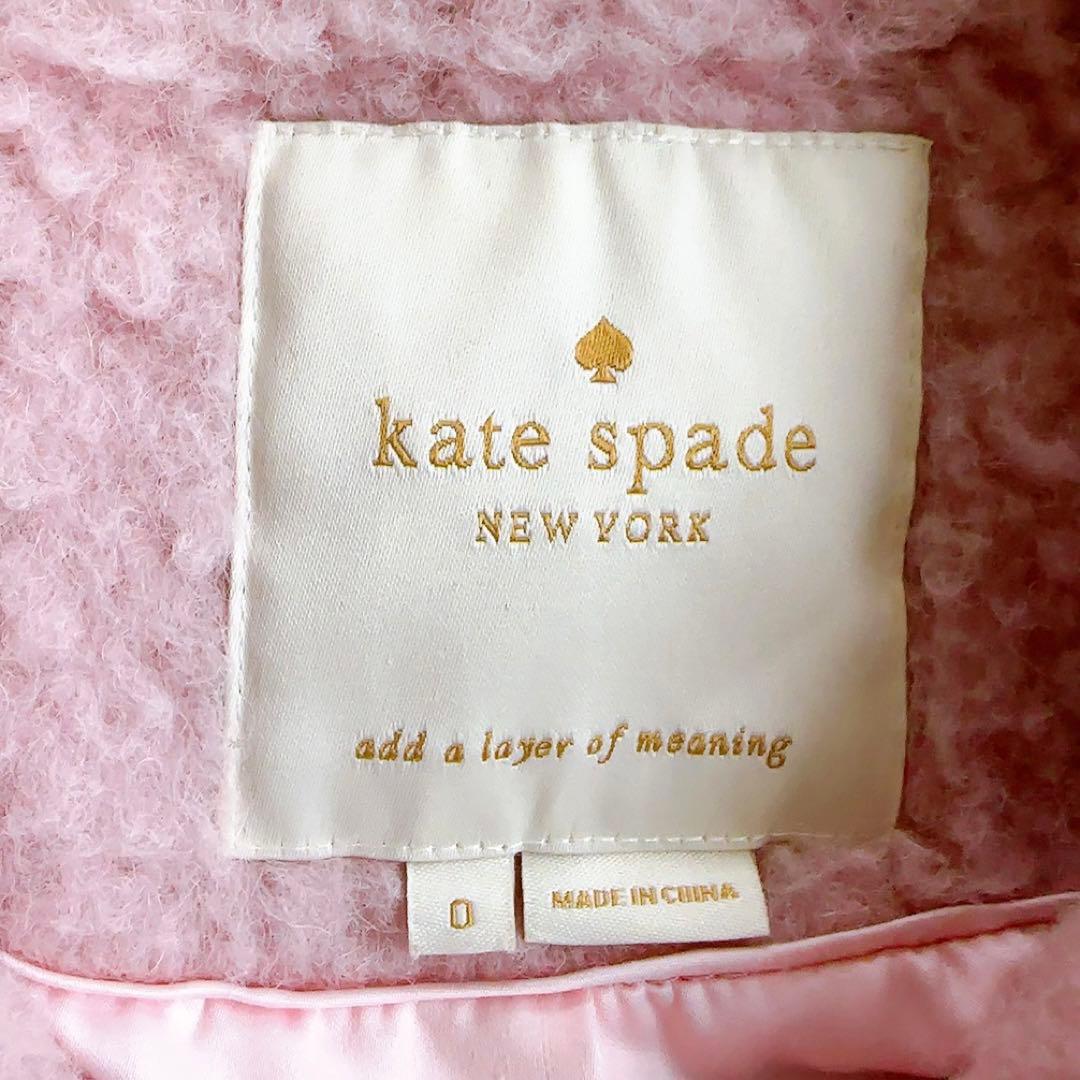 kate spade
NEW YORK
add a layer of meaning
0
MADE IN CHINA